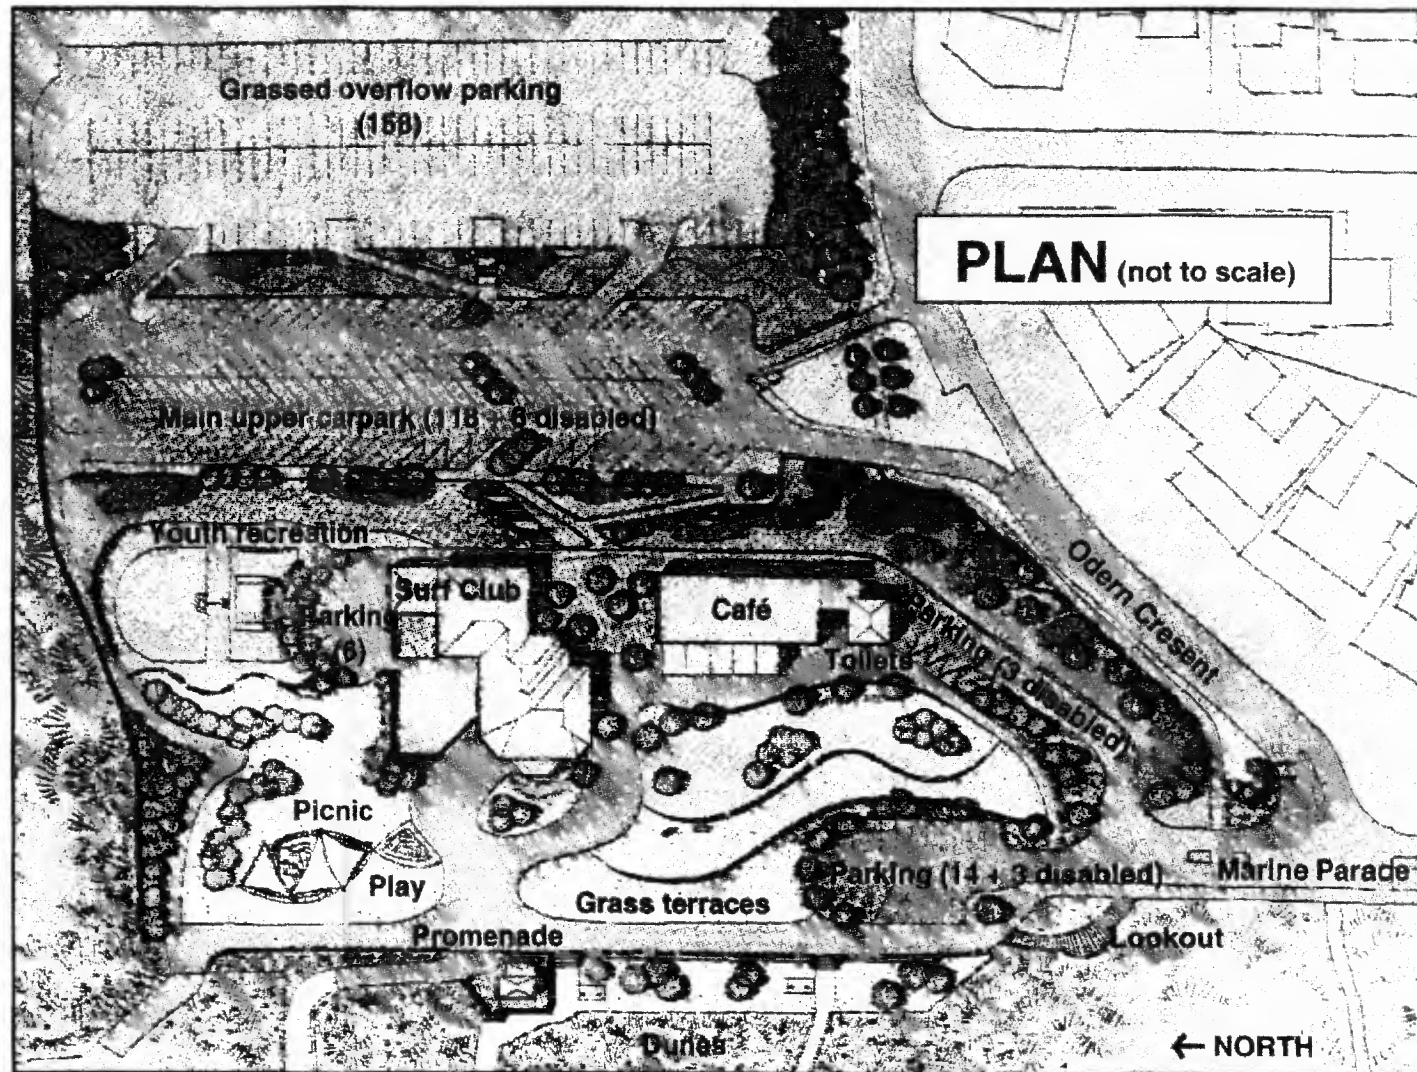 Grassed overflow parking
(158)
PLAN (not to scale)
Main upper carpark (118 + 6 disabled)
Youth recreation
Surf Club
Parking
(6)
Café
Toilets
Parking (3 disabled)
Odern Cresent
Picnic
Play
Parking (14 + 3 disabled)
Marine Parade
Grass terraces
Promenade
Lookout
Dunes
← NORTH